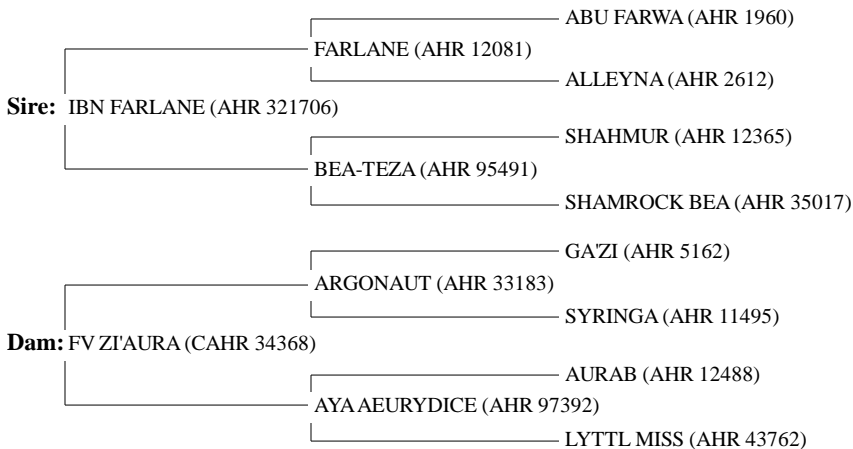 ABU FARWA (AHR 1960)
FARLANE (AHR 12081)
ALLEYNA (AHR 2612)
Sire: IBN FARLANE (AHR 321706)
SHAHMUR (AHR 12365)
BEA-TEZA (AHR 95491)
SHAMROCK BEA (AHR 35017)
GA'ZI (AHR 5162)
ARGONAUT (AHR 33183)
SYRINGA (AHR 11495)
Dam: FV ZI'AURA (CAHR 34368)
AURAB (AHR 12488)
AYA AEURYDICE (AHR 97392)
LYTTL MISS (AHR 43762)